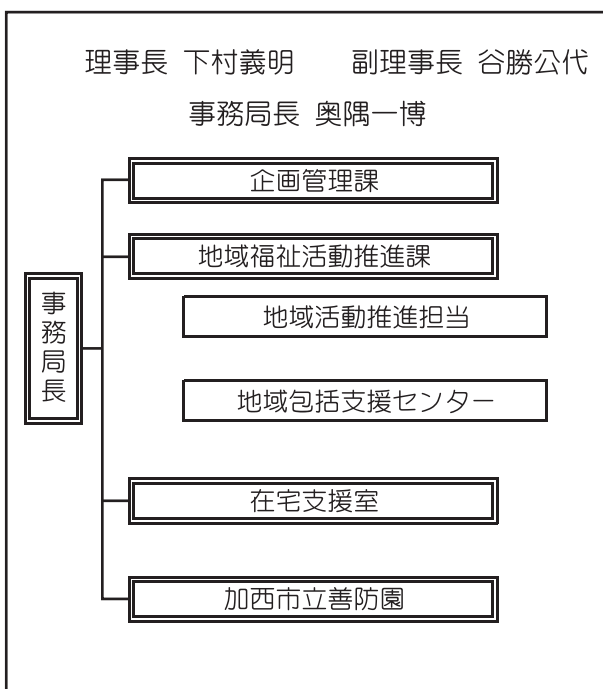 理事長 下村義明 副理事長 谷勝公代
事務局長 奥隅一博
企画管理課
地域福祉活動推進課
事務局長
地域活動推進担当
地域包括支援センター
在宅支援室
加西市立善防園